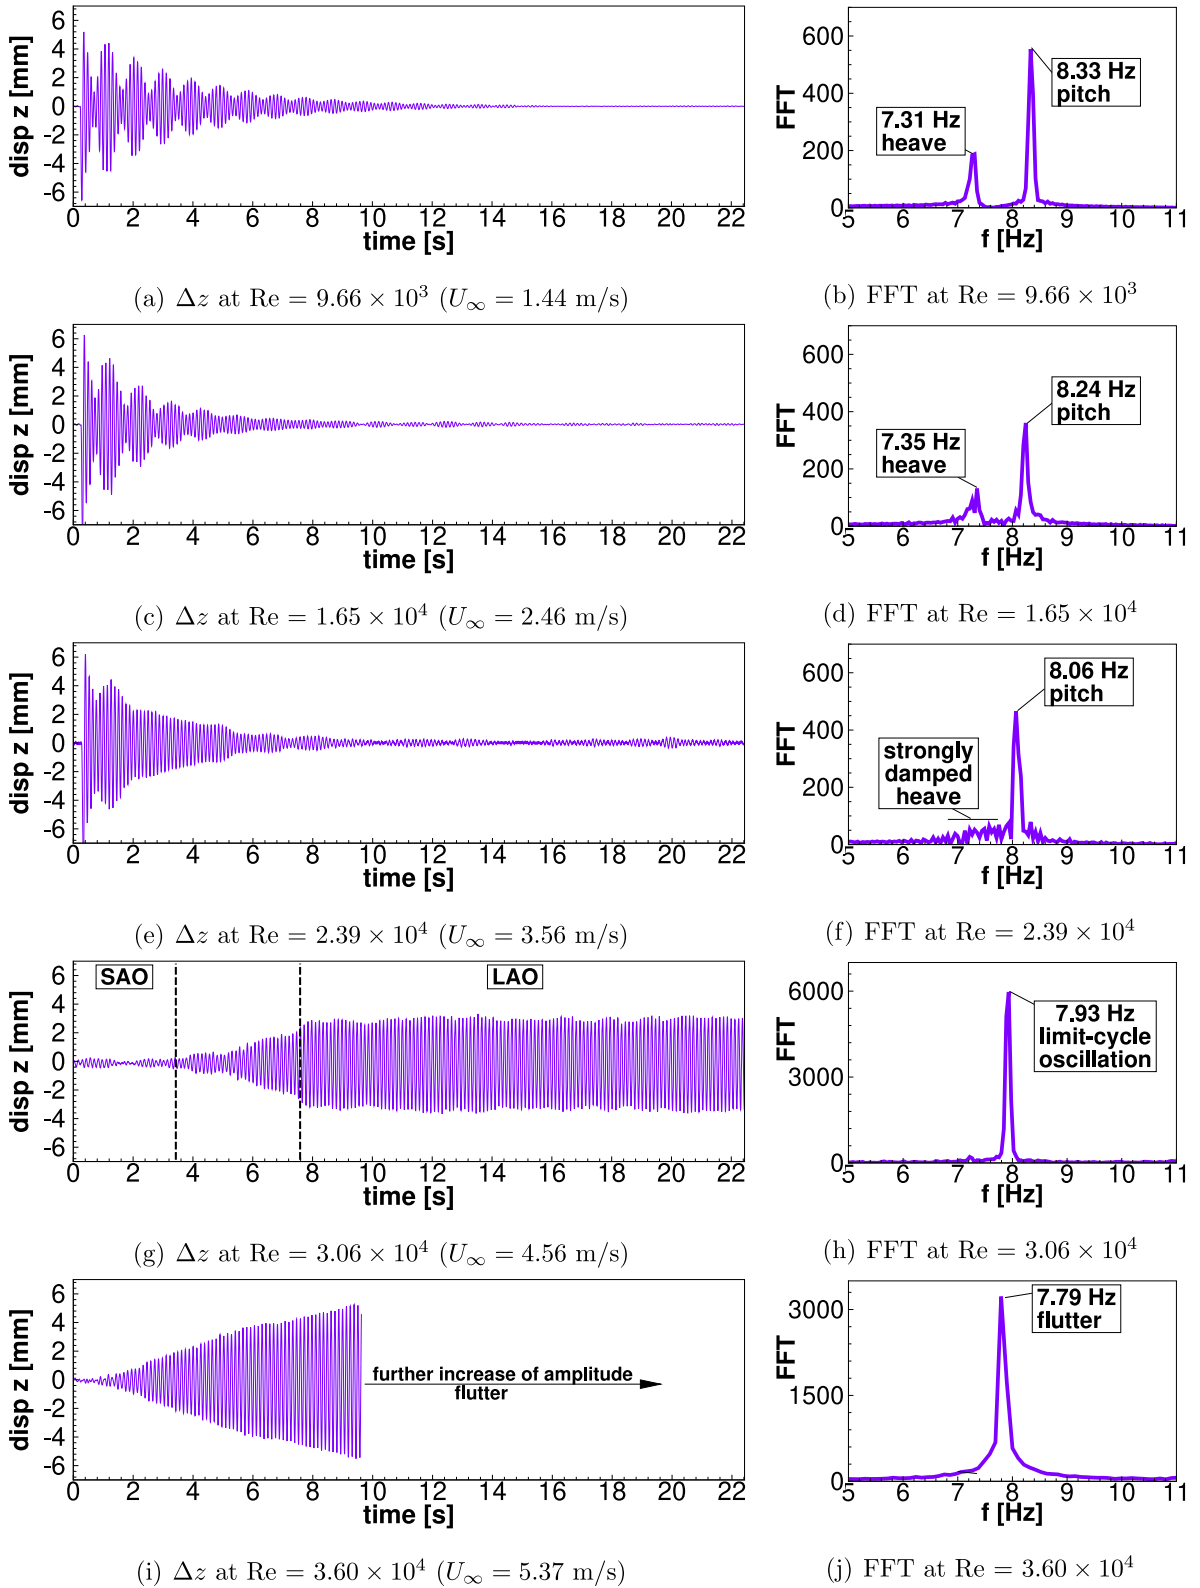 disp z [mm]
6
4
2
0
-2
-4
-6
0 2 4 6 8 10 12 14 16 18 20 22
time [s]
FFT
600
400
200
0
8.33 Hz
pitch
7.31 Hz
heave
5 6 7 8 9 10 11
f [Hz]
(a) Δz at Re = 9.66 × 10³ (U∞ = 1.44 m/s)
(b) FFT at Re = 9.66 × 10³
disp z [mm]
6
4
2
0
-2
-4
-6
0 2 4 6 8 10 12 14 16 18 20 22
time [s]
FFT
600
400
200
0
8.24 Hz
pitch
7.35 Hz
heave
5 6 7 8 9 10 11
f [Hz]
(c) Δz at Re = 1.65 × 10⁴ (U∞ = 2.46 m/s)
(d) FFT at Re = 1.65 × 10⁴
disp z [mm]
6
4
2
0
-2
-4
-6
0 2 4 6 8 10 12 14 16 18 20 22
time [s]
FFT
600
400
200
0
8.06 Hz
pitch
strongly
damped
heave
5 6 7 8 9 10 11
f [Hz]
(e) Δz at Re = 2.39 × 10⁴ (U∞ = 3.56 m/s)
(f) FFT at Re = 2.39 × 10⁴
disp z [mm]
6
4
2
0
-2
-4
-6
SAO
LAO
0 2 4 6 8 10 12 14 16 18 20 22
time [s]
FFT
6000
3000
0
7.93 Hz
limit-cycle
oscillation
5 6 7 8 9 10 11
f [Hz]
(g) Δz at Re = 3.06 × 10⁴ (U∞ = 4.56 m/s)
(h) FFT at Re = 3.06 × 10⁴
disp z [mm]
6
4
2
0
-2
-4
-6
further increase of amplitude
flutter
0 2 4 6 8 10 12 14 16 18 20 22
time [s]
FFT
3000
1500
0
7.79 Hz
flutter
5 6 7 8 9 10 11
f [Hz]
(i) Δz at Re = 3.60 × 10⁴ (U∞ = 5.37 m/s)
(j) FFT at Re = 3.60 × 10⁴